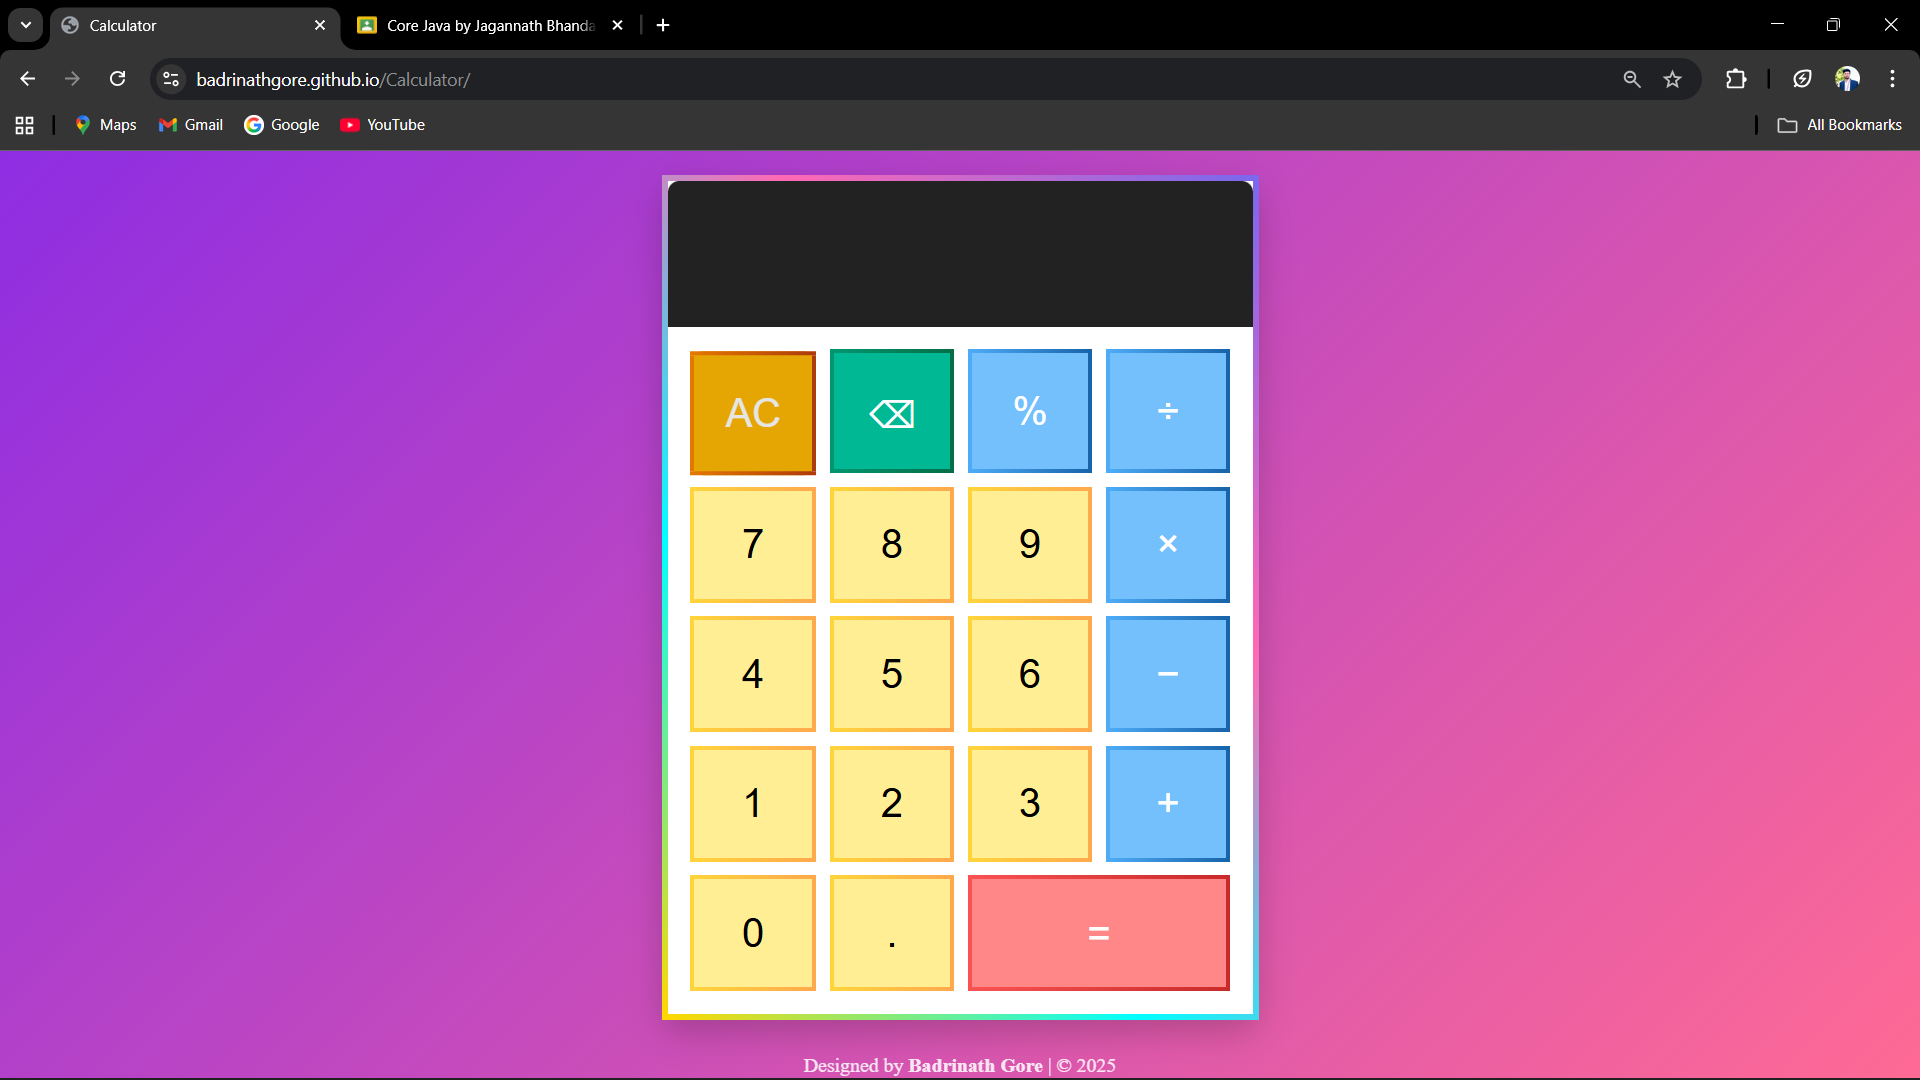 Calculator
Core Java by Jagannath Bhanda
badrinathgore.github.io/Calculator/
Maps
Gmail
Google
YouTube
All Bookmarks
AC ⌫ % ÷
7 8 9 ×
4 5 6 −
1 2 3 +
0 . =
Designed by Badrinath Gore | © 2025